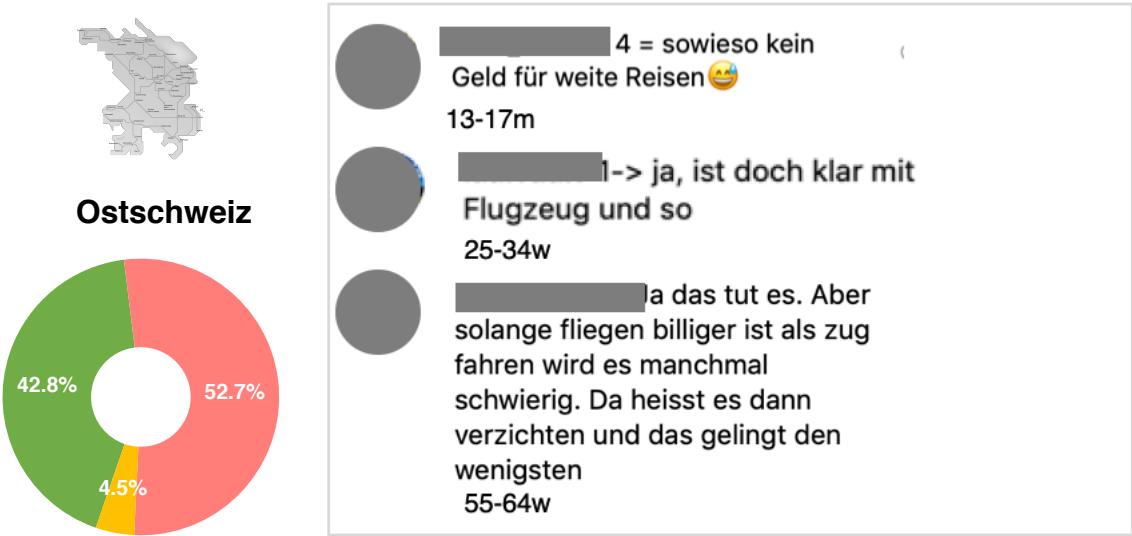 Ostschweiz
42.8%
52.7%
4.5%
4 = sowieso kein
Geld für weite Reisen😅
13-17m
1-> ja, ist doch klar mit
Flugzeug und so
25-34w
Ja das tut es. Aber
solange fliegen billiger ist als zug
fahren wird es manchmal
schwierig. Da heisst es dann
verzichten und das gelingt den
wenigsten
55-64w